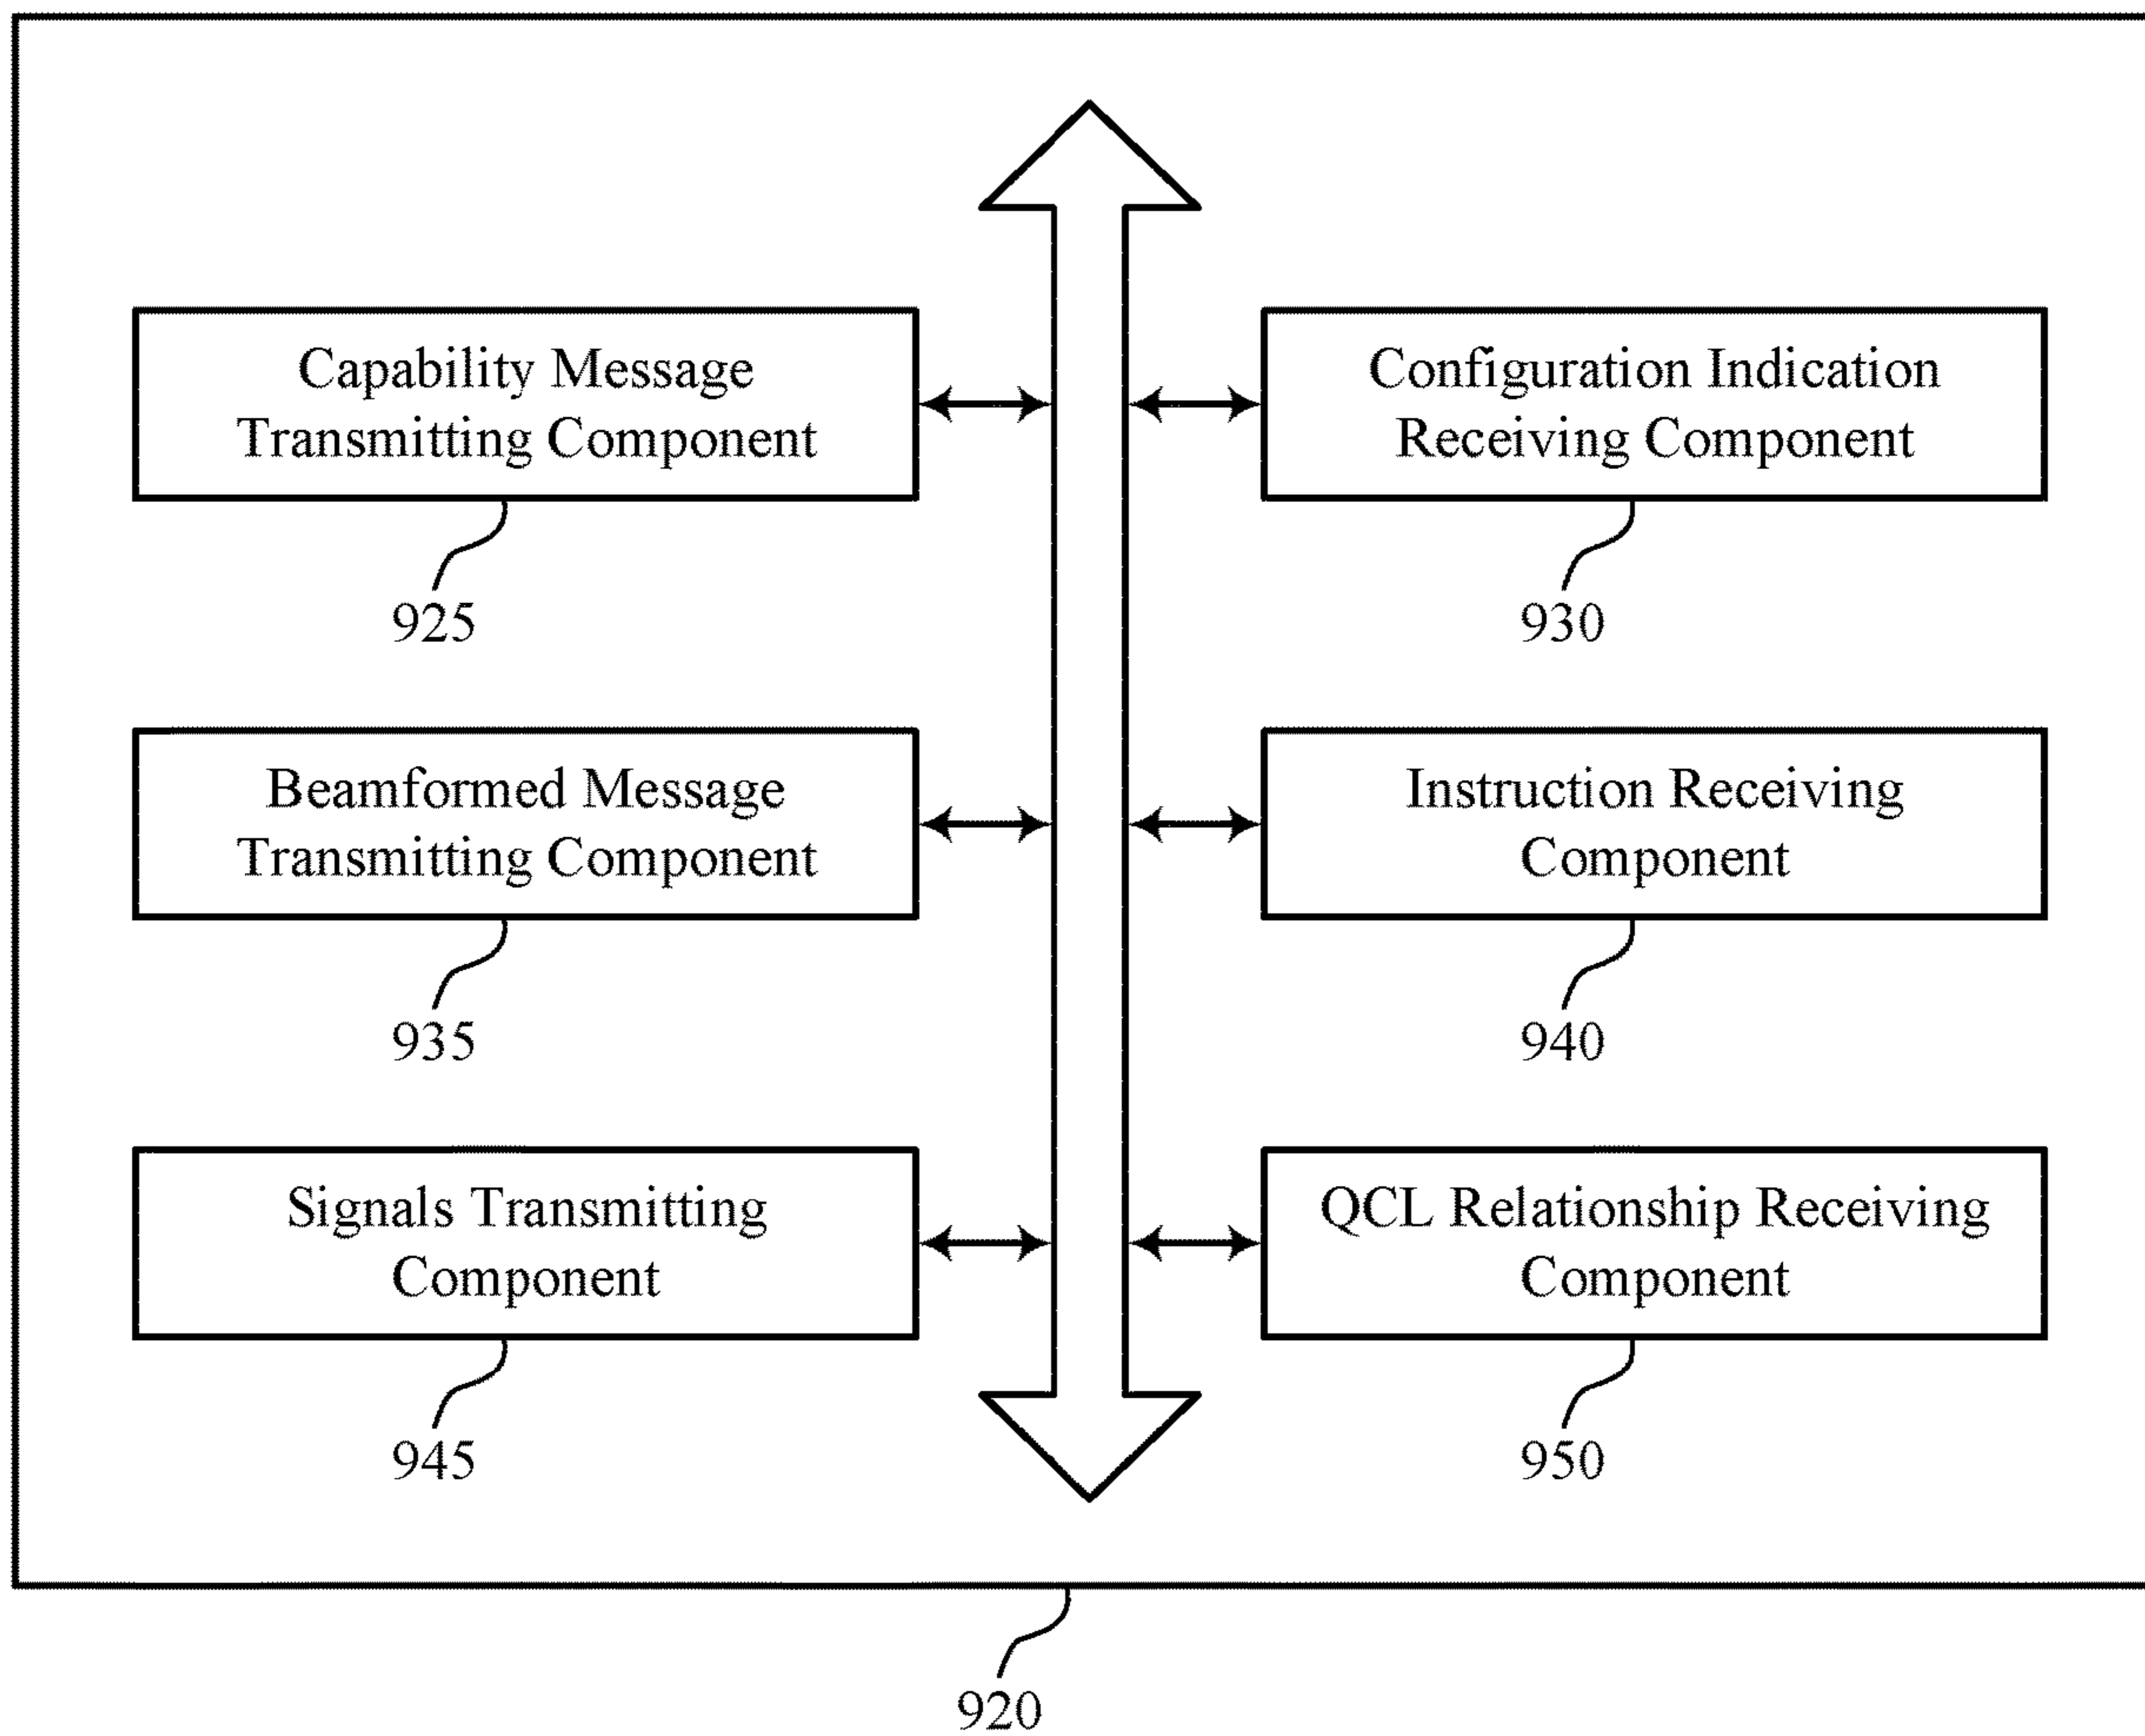 Capability Message
Transmitting Component
925
Configuration Indication
Receiving Component
930
Beamformed Message
Transmitting Component
935
Instruction Receiving
Component
940
Signals Transmitting
Component
945
QCL Relationship Receiving
Component
950
920